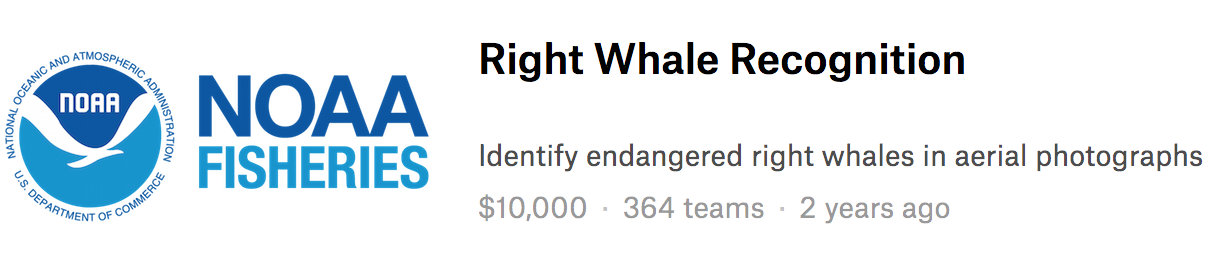 NATIONAL OCEANIC AND ATMOSPHERIC ADMINISTRATION
NOAA
U.S. DEPARTMENT OF COMMERCE
NOAA
FISHERIES
Right Whale Recognition
Identify endangered right whales in aerial photographs
$10,000 · 364 teams · 2 years ago